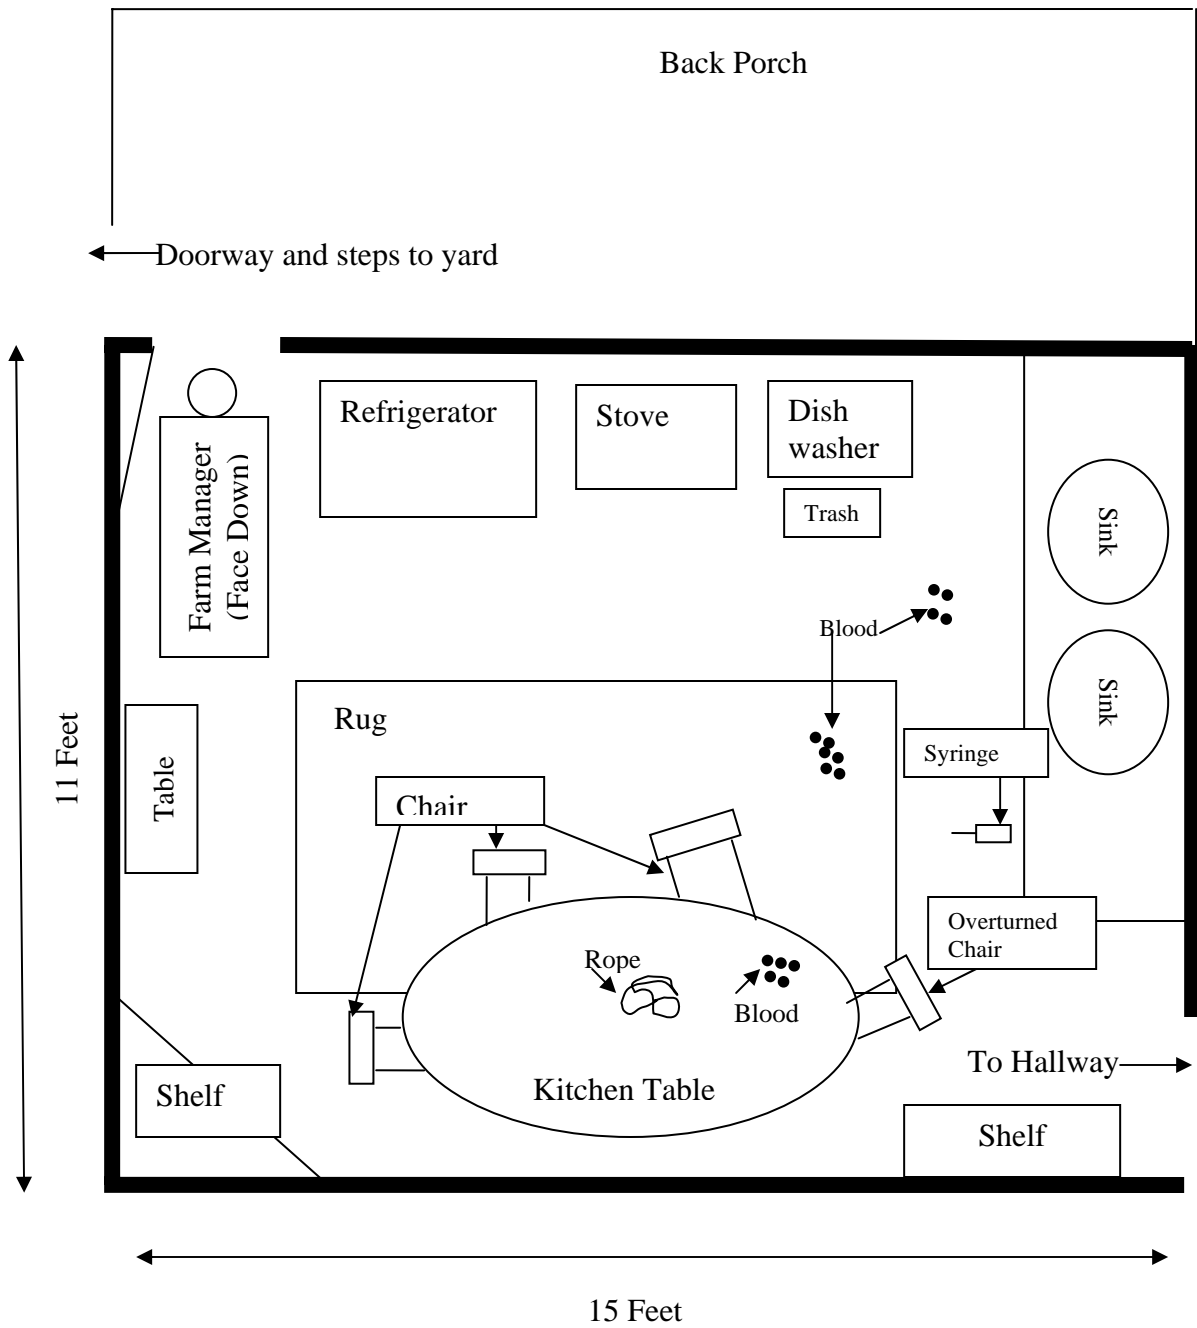 Back Porch
Doorway and steps to yard
Refrigerator
Stove
Dish
washer
Trash
Farm Manager
(Face Down)
Sink
Blood
Sink
Rug
Syringe
11 Feet
Table
Chair
Overturned
Chair
Rope
Blood
To Hallway
Kitchen Table
Shelf
Shelf
15 Feet